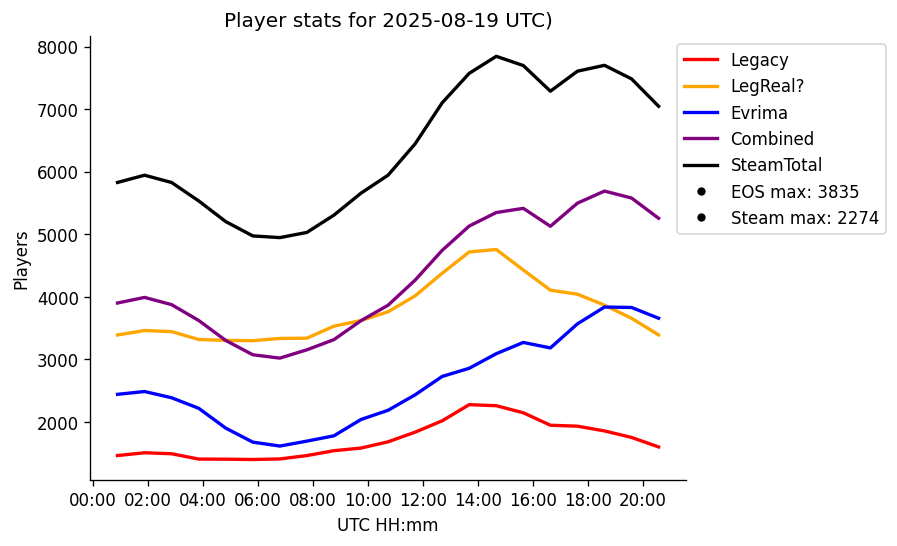 Player stats for 2025-08-19 UTC)
8000
7000
6000
5000
4000
3000
2000
Players
00:00 02:00 04:00 06:00 08:00 10:00 12:00 14:00 16:00 18:00 20:00
UTC HH:mm
Legacy
LegReal?
Evrima
Combined
SteamTotal
EOS max: 3835
Steam max: 2274